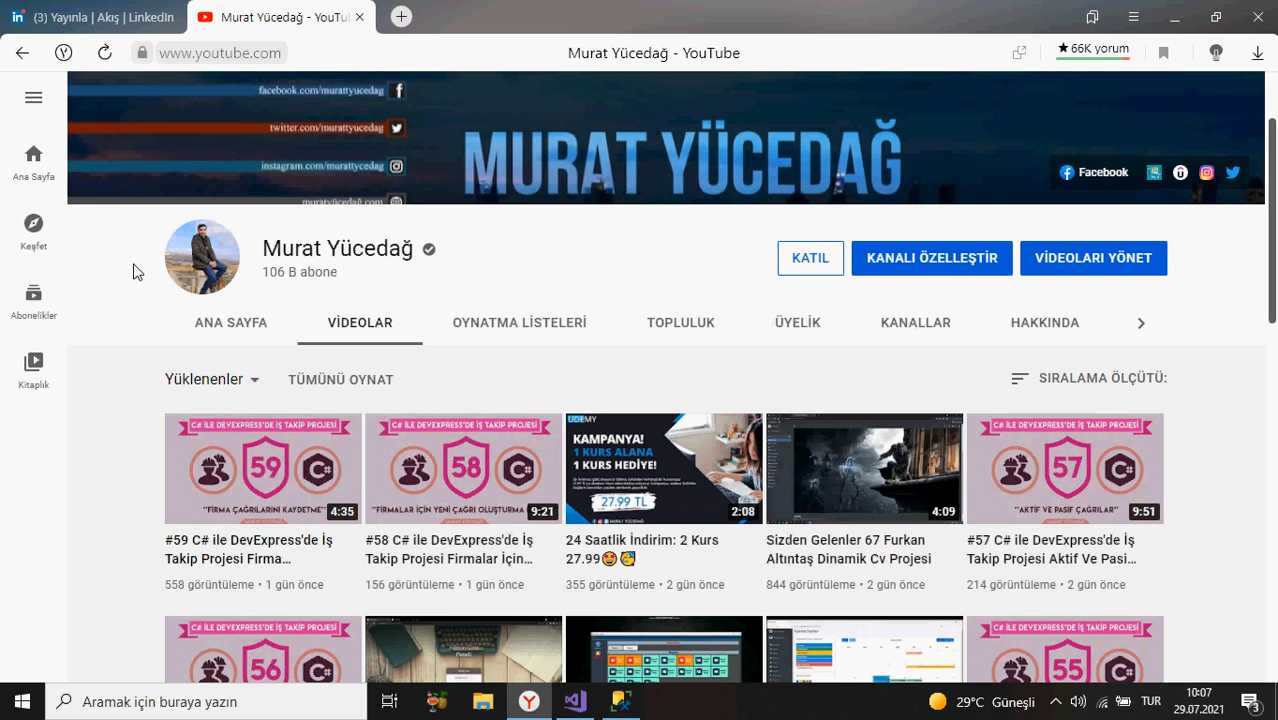 (3) Yayınla | Akış | LinkedIn
Murat Yücedağ - YouTu
www.youtube.com
Murat Yücedağ - YouTube
★66K yorum
facebook.com/murattyucedag
twitter.com/murattyucedag
instagram.com/murattyucedag
muratyücedağ.com
MURAT YÜCEDAĞ
Facebook
Ana Sayfa
Keşfet
Abonelikler
Kitaplık
Murat Yücedağ
106 B abone
KATIL
KANALI ÖZELLEŞTİR
VİDEOLARI YÖNET
ANA SAYFA
VİDEOLAR
OYNATMA LİSTELERİ
TOPLULUK
ÜYELİK
KANALLAR
HAKKINDA
Yüklenenler
TÜMÜNÜ OYNAT
SIRALAMA ÖLÇÜTÜ:
C# İLE DEVEXPRESS'DE İŞ TAKİP PROJESİ
59
"FİRMA ÇAĞRILARINI KAYDETME"
4:35
#59 C# ile DevExpress'de İş
Takip Projesi Firma...
558 görüntüleme • 1 gün önce
C# İLE DEVEXPRESS'DE İŞ TAKİP PROJESİ
58
"FİRMALAR İÇİN YENİ ÇAĞRI OLUŞTURMA
9:21
#58 C# ile DevExpress'de İş
Takip Projesi Firmalar İçin...
156 görüntüleme • 1 gün önce
UDEMY
KAMPANYA!
1 KURS ALANA
1 KURS HEDİYE!
27.99 TL
2:08
24 Saatlik İndirim: 2 Kurs
27.99🤩🥳
355 görüntüleme • 2 gün önce
4:09
Sizden Gelenler 67 Furkan
Altıntaş Dinamik Cv Projesi
844 görüntüleme • 2 gün önce
C# İLE DEVEXPRESS'DE İŞ TAKİP PROJESİ
57
"AKTİF VE PASİF ÇAĞRILAR"
9:51
#57 C# ile DevExpress'de İş
Takip Projesi Aktif Ve Pasi...
214 görüntüleme • 2 gün önce
C# İLE DEVEXPRESS'DE İŞ TAKİP PROJESİ
56
C# İLE DEVEXPRESS'DE İŞ TAKİP PROJESİ
55
Aramak için buraya yazın
29°C Güneşli
TUR
10:07
29.07.2021
3